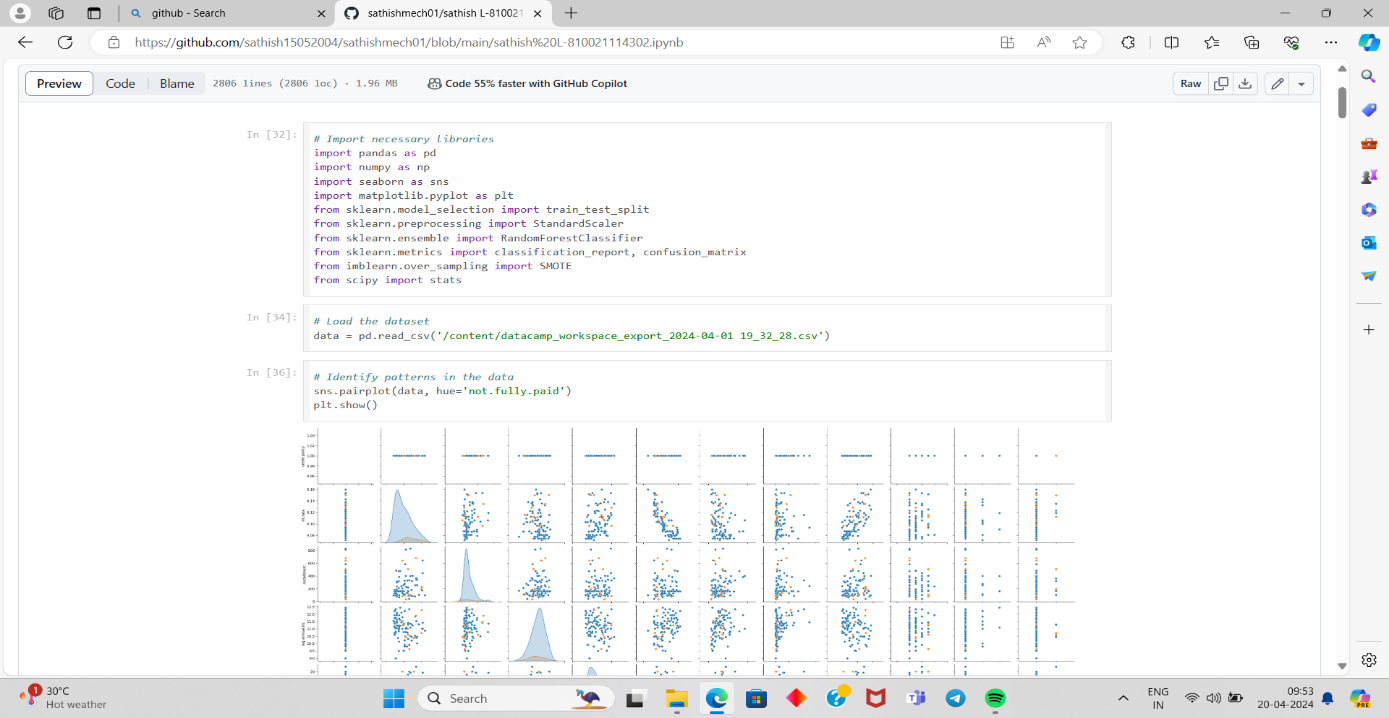 github - Search
sathishmech01/sathish L-810021
https://github.com/sathish15052004/sathishmech01/blob/main/sathish%20L-810021114302.ipynb
Preview Code Blame 2806 lines (2806 loc) · 1.96 MB Code 55% faster with GitHub Copilot Raw
In [32]:
# Import necessary libraries
import pandas as pd
import numpy as np
import seaborn as sns
import matplotlib.pyplot as plt
from sklearn.model_selection import train_test_split
from sklearn.preprocessing import StandardScaler
from sklearn.ensemble import RandomForestClassifier
from sklearn.metrics import classification_report, confusion_matrix
from imblearn.over_sampling import SMOTE
from scipy import stats
In [34]:
# Load the dataset
data = pd.read_csv('/content/datacamp_workspace_export_2024-04-01 19_32_28.csv')
In [36]:
# Identify patterns in the data
sns.pairplot(data, hue='not.fully.paid')
plt.show()
1
30°C
Hot weather
Search
ENG
IN
09:53
20-04-2024
PRE